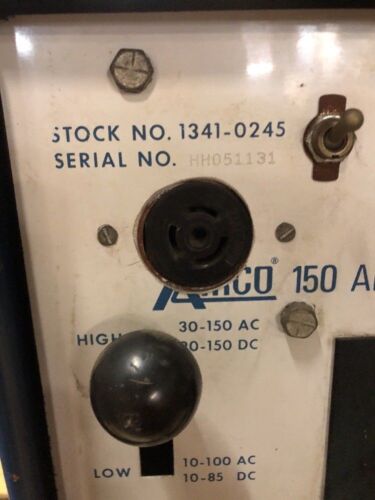 STOCK NO. 1341-0245
SERIAL NO. HH051131
AIRCO® 150 A
HIGH
30-150 AC
30-150 DC
LOW
10-100 AC
10-85 DC